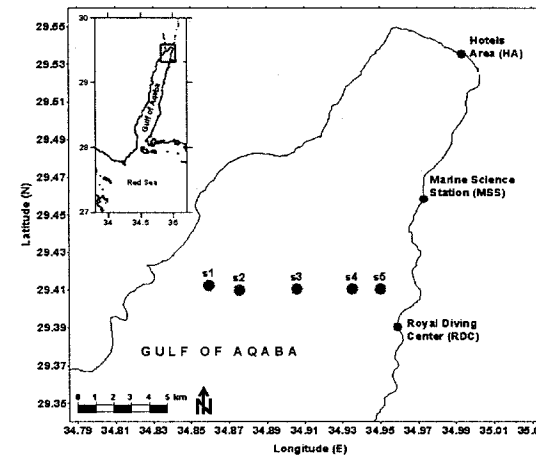 29.55
29.53
29.51
29.49
29.47
29.45
29.43
29.41
29.39
29.37
29.35
Latitude (N)
30
29
28
27
34
34.5
35
Gulf of Aqaba
Red Sea
Hotels
Area (HA)
Marine Science
Station (MSS)
s1
s2
s3
s4
s5
Royal Diving
Center (RDC)
GULF OF AQABA
0 1 2 3 4 5 km
N
34.79 34.81 34.83 34.85 34.87 34.89 34.91 34.93 34.95 34.97 34.99 35.01
Longitude (E)